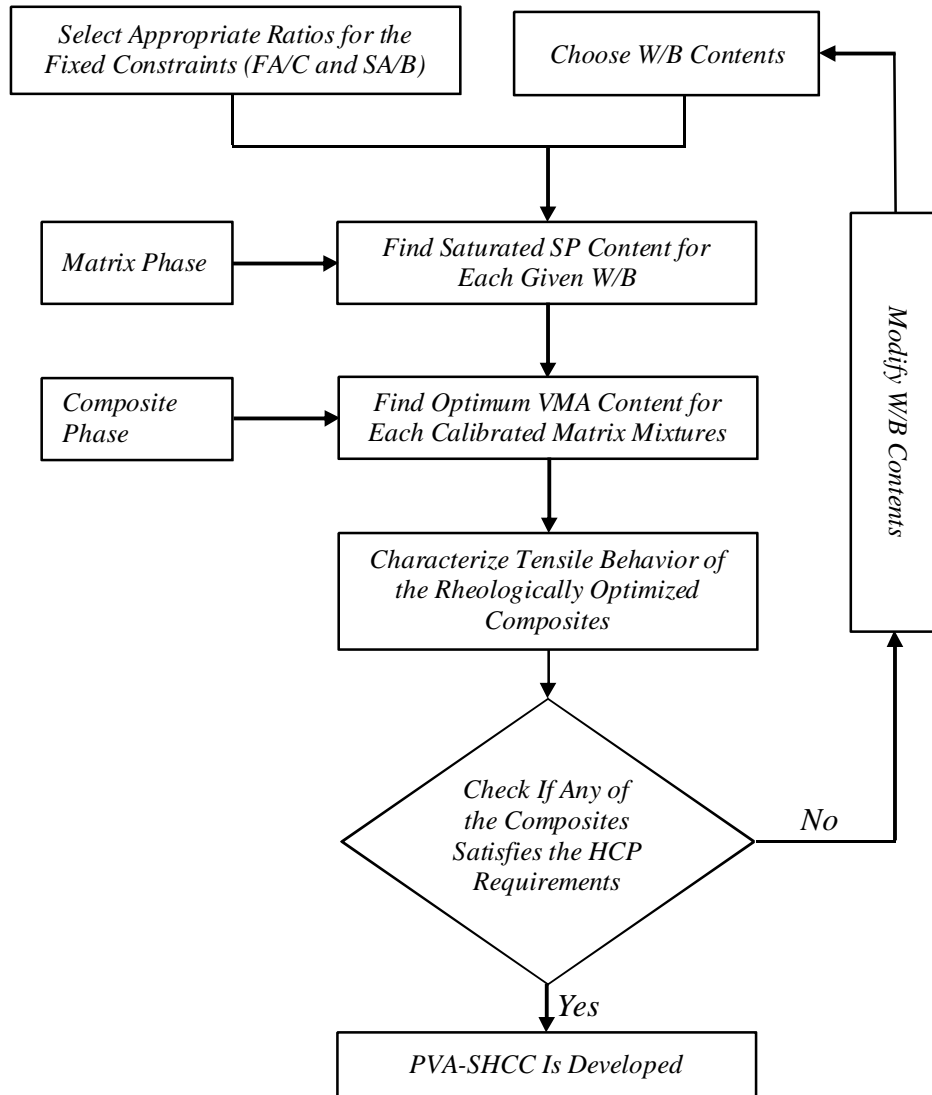 Select Appropriate Ratios for the
Fixed Constraints (FA/C and SA/B)
Choose W/B Contents
Matrix Phase
Find Saturated SP Content for
Each Given W/B
Composite
Phase
Find Optimum VMA Content for
Each Calibrated Matrix Mixtures
Modify W/B Contents
Characterize Tensile Behavior of
the Rheologically Optimized
Composites
Check If Any of
the Composites
Satisfies the HCP
Requirements
No
Yes
PVA-SHCC Is Developed